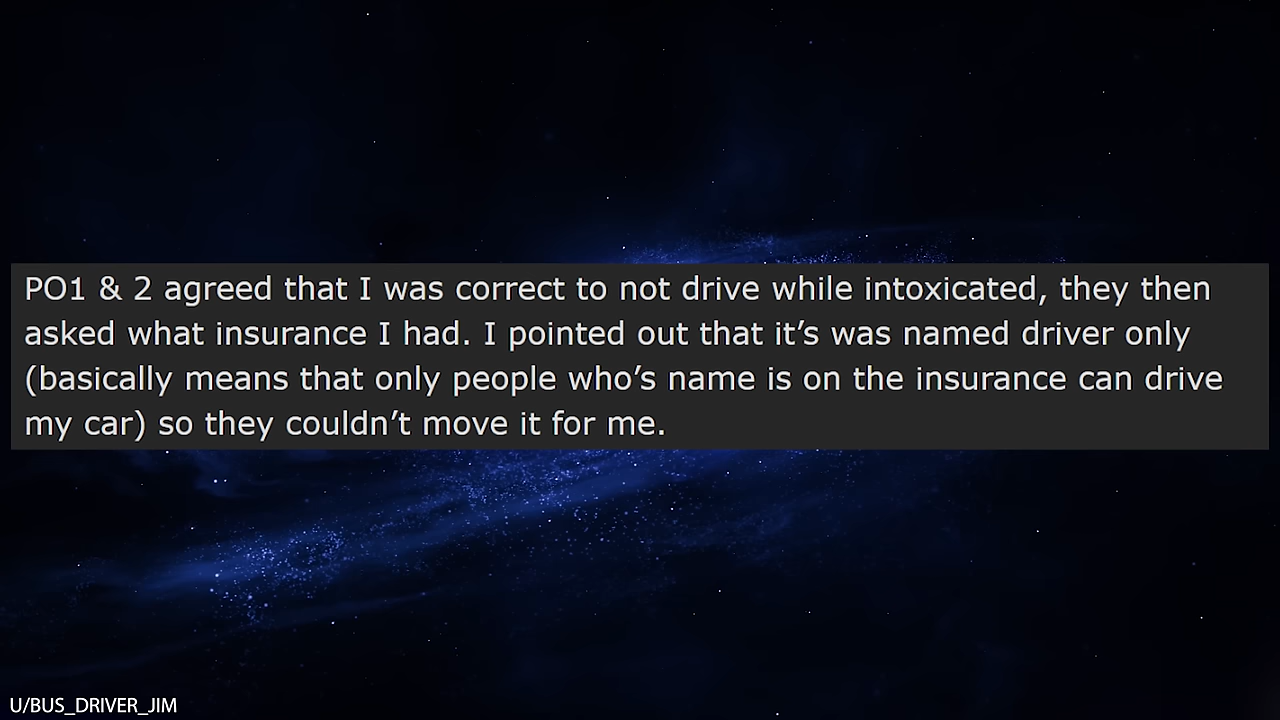 PO1 & 2 agreed that I was correct to not drive while intoxicated, they then
asked what insurance I had. I pointed out that it’s was named driver only
(basically means that only people who’s name is on the insurance can drive
my car) so they couldn’t move it for me.
U/BUS_DRIVER_JIM